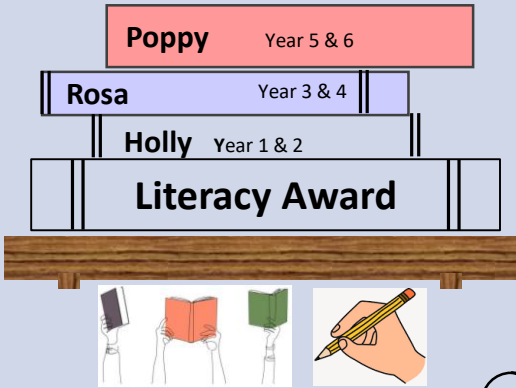 Poppy Year 5 & 6
Rosa Year 3 & 4
Holly Year 1 & 2
Literacy Award